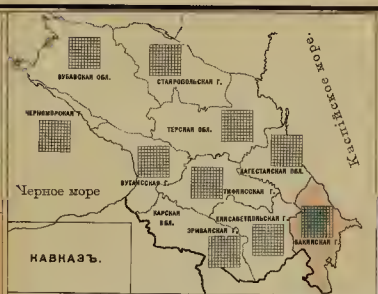 Каспійское море.
КУБАНСКАЯ ОБЛ.
СТАВРОПОЛЬСКАЯ Г.
ЧЕРНОМОРСКАЯ Г.
ТЕРСКАЯ ОБЛ.
ДАГЕСТАНСКАЯ ОБЛ.
КУТАИССКАЯ Г.
ТИФЛИССКАЯ Г.
Черное море
КАРСКАЯ
ОБЛ.
ЕЛИСАВЕТПОЛЬСКАЯ Г.
ЭРИВАНСКАЯ Г.
БАКИНСКАЯ Г.
КАВКАЗЪ.